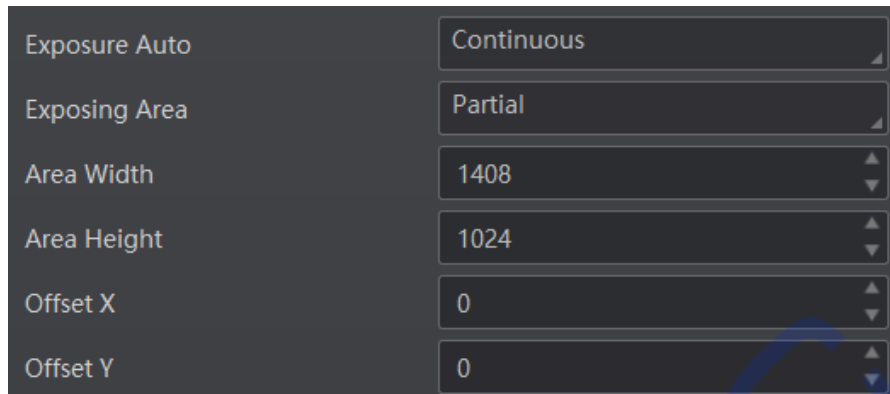 Exposure Auto Continuous
Exposing Area Partial
Area Width 1408
Area Height 1024
Offset X 0
Offset Y 0